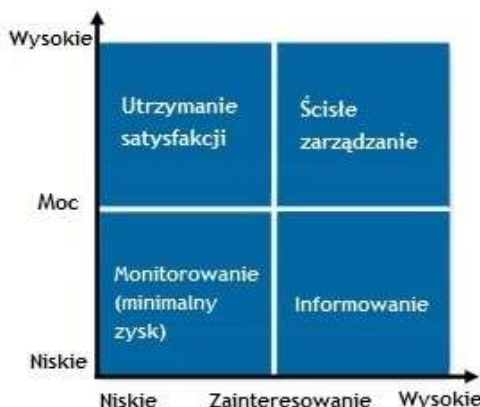 Wysokie
Utrzymanie
satysfakcji
Ścisłe
zarządzanie
Moc
Monitorowanie
(minimalny
zysk)
Informowanie
Niskie
Niskie Zainteresowanie Wysokie